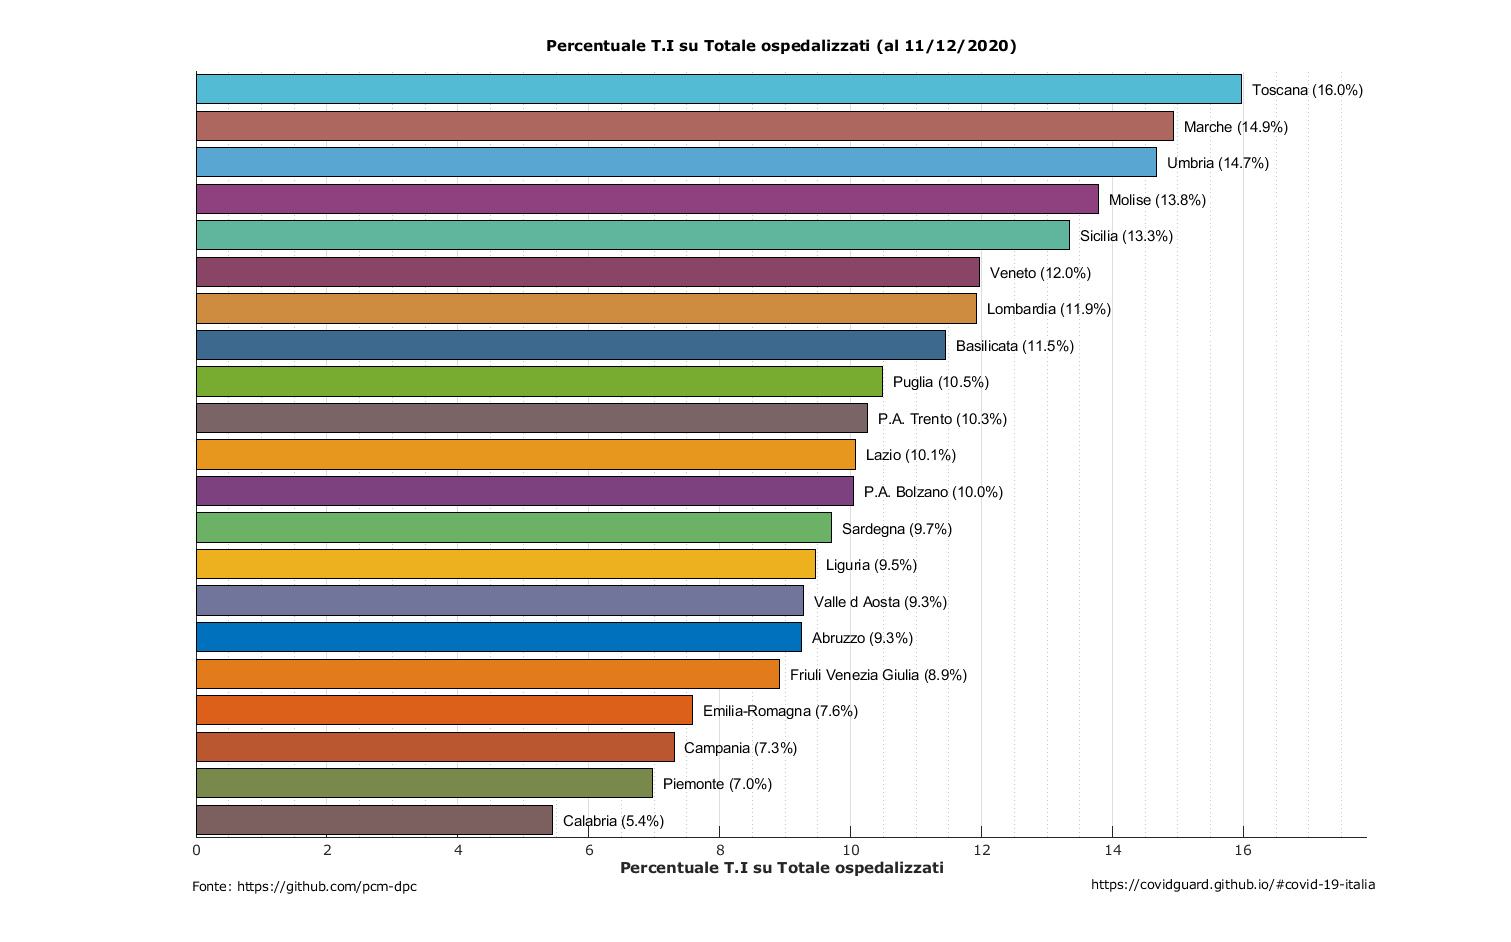 Percentuale T.I su Totale ospedalizzati (al 11/12/2020)
Toscana (16.0%)
Marche (14.9%)
Umbria (14.7%)
Molise (13.8%)
Sicilia (13.3%)
Veneto (12.0%)
Lombardia (11.9%)
Basilicata (11.5%)
Puglia (10.5%)
P.A. Trento (10.3%)
Lazio (10.1%)
P.A. Bolzano (10.0%)
Sardegna (9.7%)
Liguria (9.5%)
Valle d Aosta (9.3%)
Abruzzo (9.3%)
Friuli Venezia Giulia (8.9%)
Emilia-Romagna (7.6%)
Campania (7.3%)
Piemonte (7.0%)
Calabria (5.4%)
0 2 4 6 8 10 12 14 16
Percentuale T.I su Totale ospedalizzati
Fonte: https://github.com/pcm-dpc
https://covidguard.github.io/#covid-19-italia